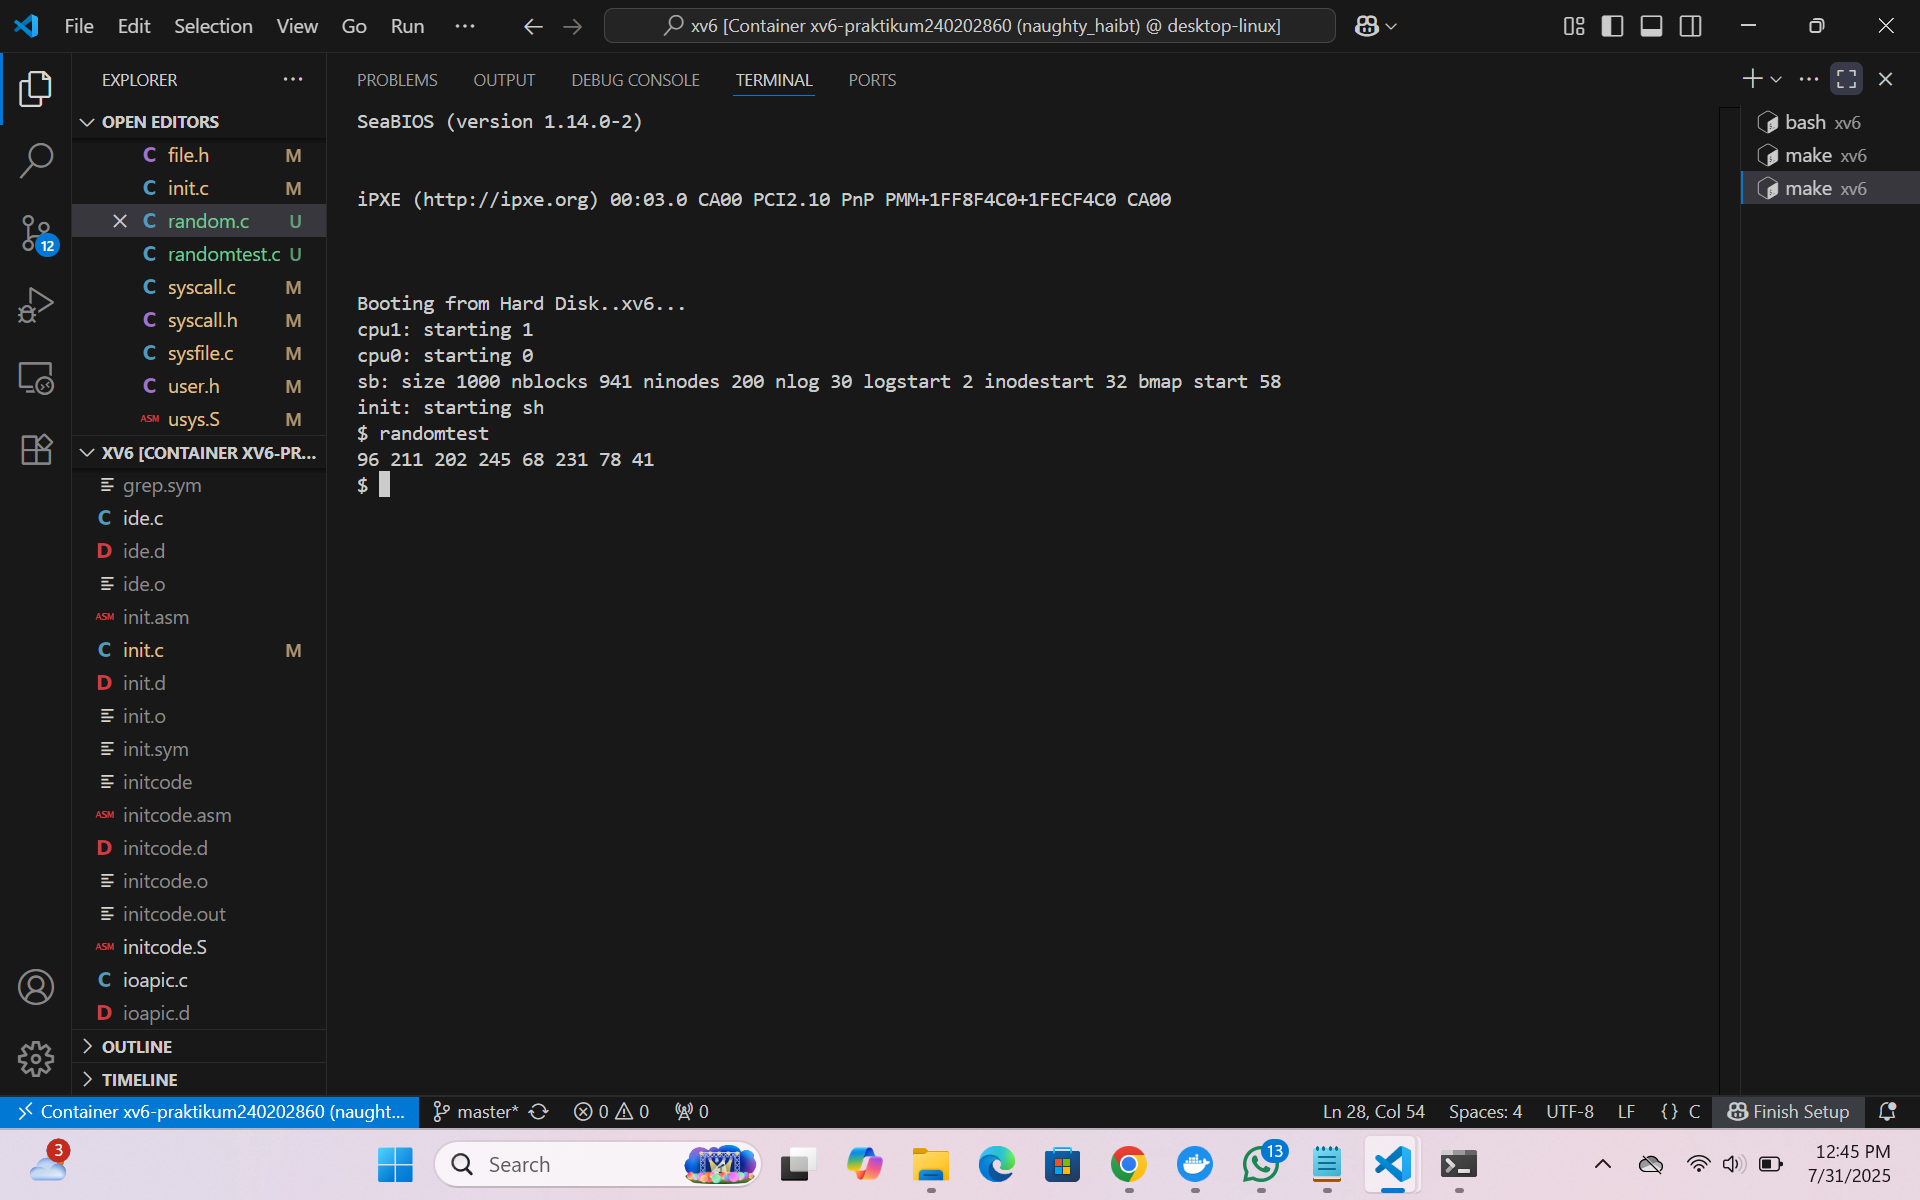 File Edit Selection View Go Run ··· xv6 [Container xv6-praktikum240202860 (naughty_haibt) @ desktop-linux]
EXPLORER ···
PROBLEMS OUTPUT DEBUG CONSOLE TERMINAL PORTS
OPEN EDITORS
C file.h M
C init.c M
C random.c U
C randomtest.c U
C syscall.c M
C syscall.h M
C sysfile.c M
C user.h M
ASM usys.S M
12
XV6 [CONTAINER XV6-PR...
grep.sym
C ide.c
D ide.d
ide.o
ASM init.asm
C init.c M
D init.d
init.o
init.sym
initcode
ASM initcode.asm
D initcode.d
initcode.o
initcode.out
ASM initcode.S
C ioapic.c
D ioapic.d
OUTLINE
TIMELINE
SeaBIOS (version 1.14.0-2)
iPXE (http://ipxe.org) 00:03.0 CA00 PCI2.10 PnP PMM+1FF8F4C0+1FECF4C0 CA00
Booting from Hard Disk..xv6...
cpu1: starting 1
cpu0: starting 0
sb: size 1000 nblocks 941 ninodes 200 nlog 30 logstart 2 inodestart 32 bmap start 58
init: starting sh
$ randomtest
96 211 202 245 68 231 78 41
$
bash xv6
make xv6
make xv6
Container xv6-praktikum240202860 (naught... master* 0 0 0 Ln 28, Col 54 Spaces: 4 UTF-8 LF {} C Finish Setup
3
Search
13
12:45 PM
7/31/2025